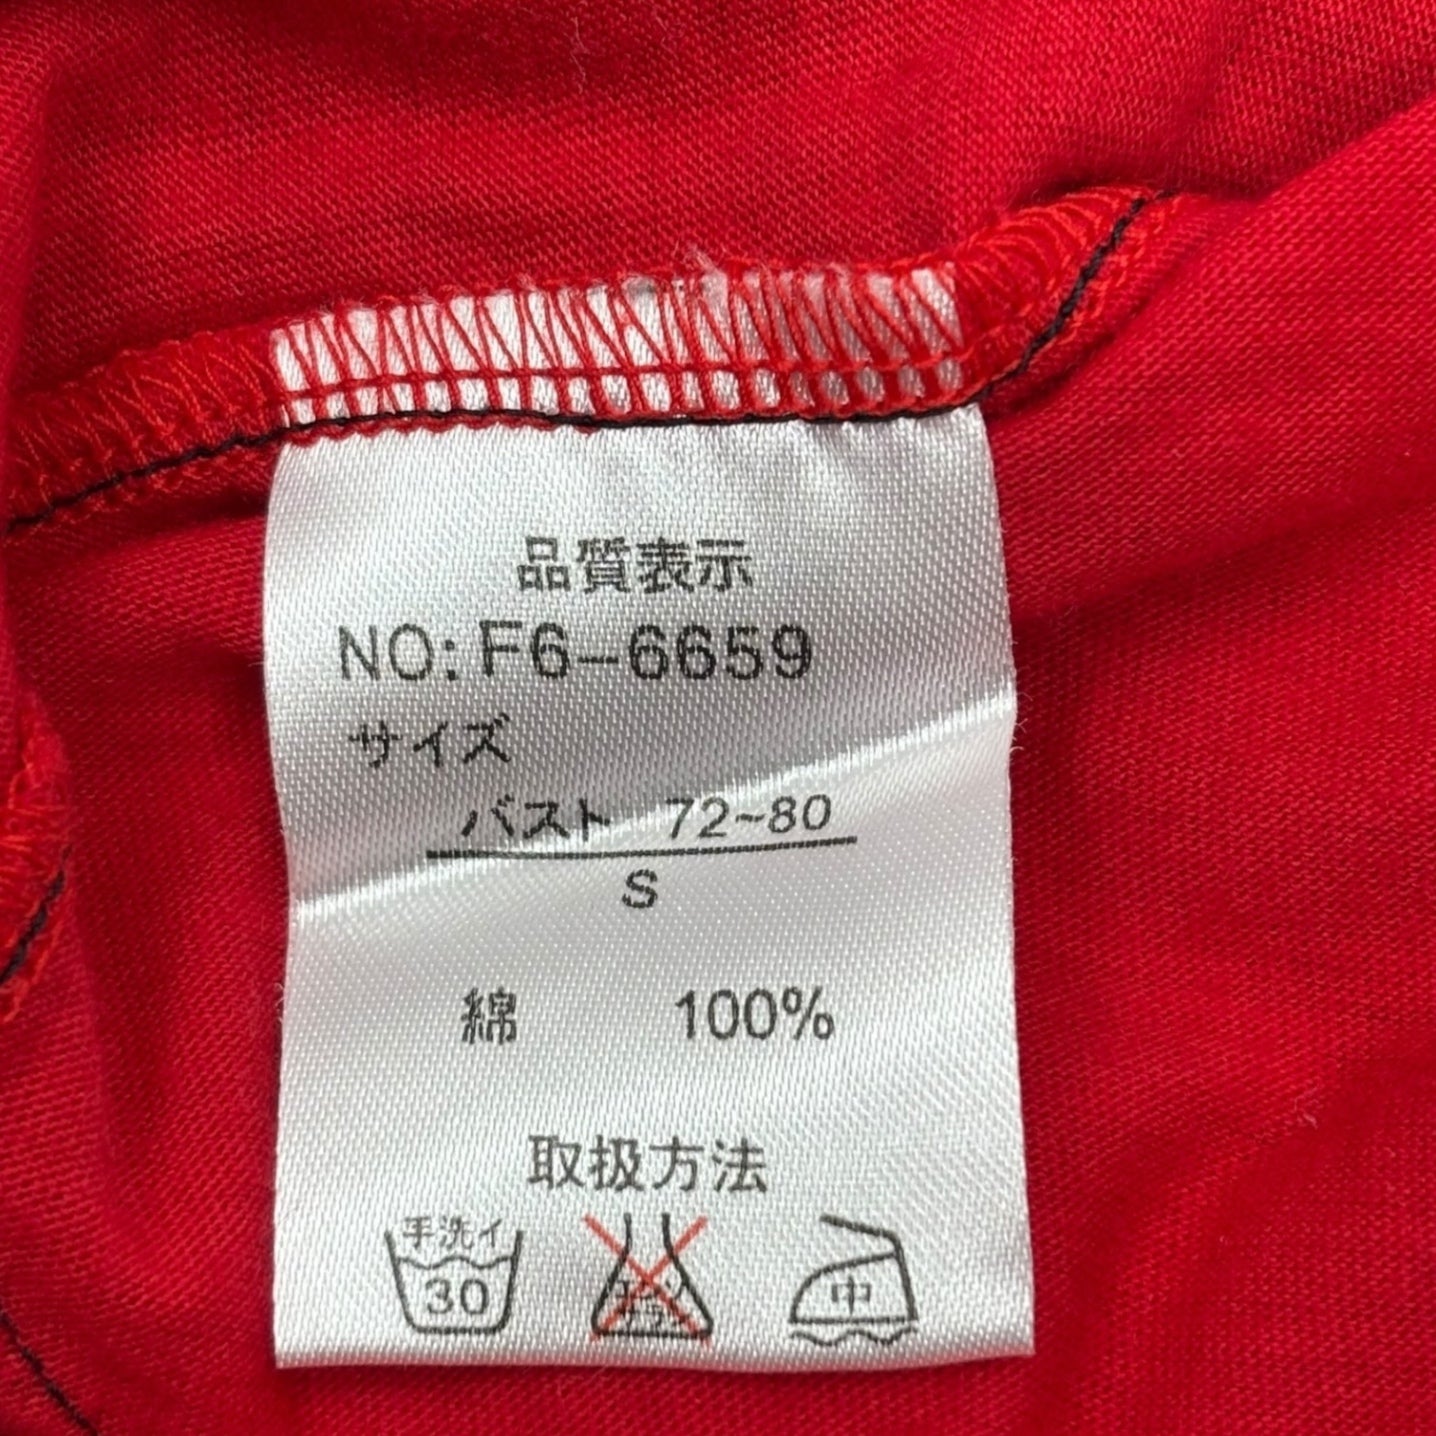 品質表示
NO:F6-6659
サイズ
バスト 72~80
S
綿 100%
取扱方法
手洗イ
30
中